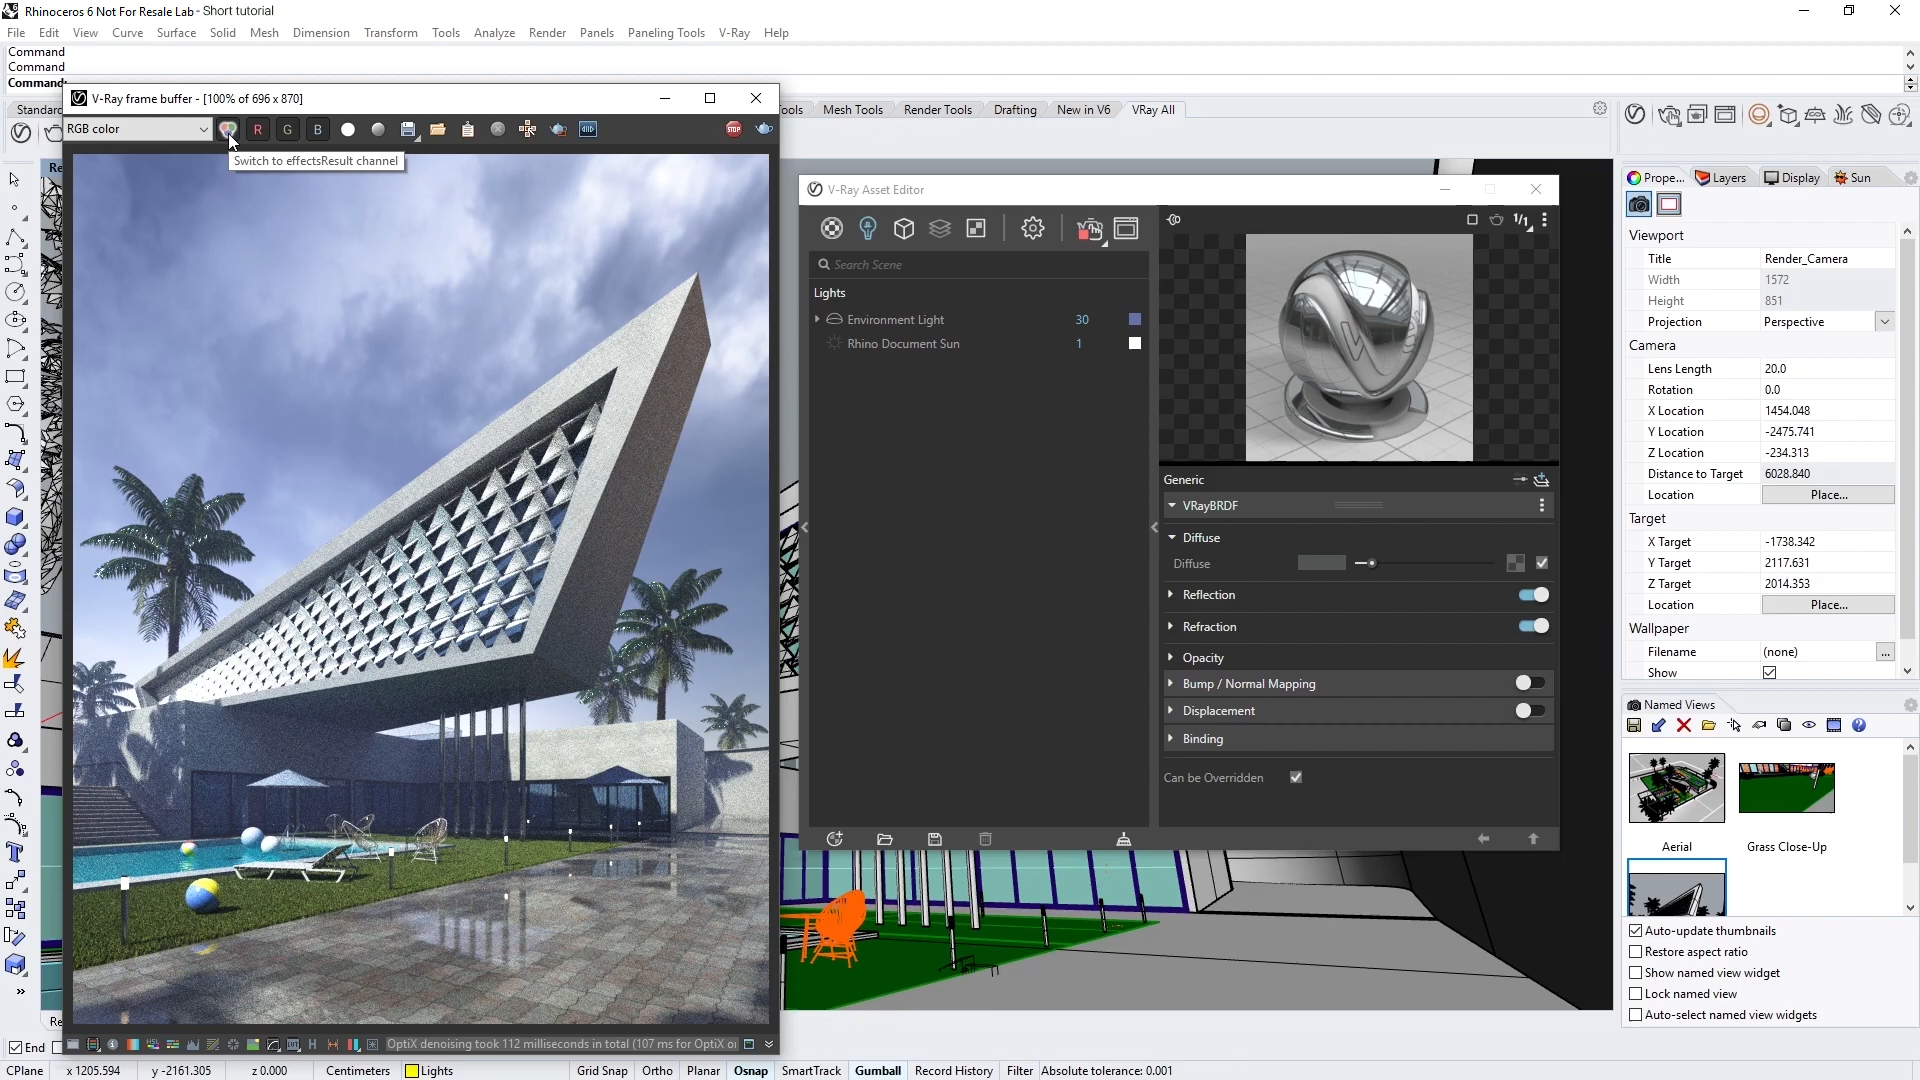 Rhinoceros 6 Not For Resale Lab - Short tutorial
File Edit View Curve Surface Solid Mesh Dimension Transform Tools Analyze Render Panels Paneling Tools V-Ray Help
Command
Command
Command:
V-Ray frame buffer - [100% of 696 x 870]
Standard
ools Mesh Tools Render Tools Drafting New in V6 VRay All
RGB color
R G B
STOP
Switch to effectsResult channel
Re
V-Ray Asset Editor
Search Scene
1/1
Lights
Environment Light 30
Rhino Document Sun 1
Generic
VRayBRDF
Diffuse
Diffuse
Reflection
Refraction
Opacity
Bump / Normal Mapping
Displacement
Binding
Can be Overridden
Prope... Layers Display Sun
Viewport
Title Render_Camera
Width 1572
Height 851
Projection Perspective
Camera
Lens Length 20.0
Rotation 0.0
X Location 1454.048
Y Location -2475.741
Z Location -234.313
Distance to Target 6028.840
Location Place...
Target
X Target -1738.342
Y Target 2117.631
Z Target 2014.353
Location Place...
Wallpaper
Filename (none) ...
Show
Named Views
Aerial Grass Close-Up
Auto-update thumbnails
Restore aspect ratio
Show named view widget
Lock named view
Auto-select named view widgets
Re
End
OptiX denoising took 112 milliseconds in total (107 ms for OptiX
CPlane x 1205.594 y -2161.305 z 0.000 Centimeters Lights Grid Snap Ortho Planar Osnap SmartTrack Gumball Record History Filter Absolute tolerance: 0.001